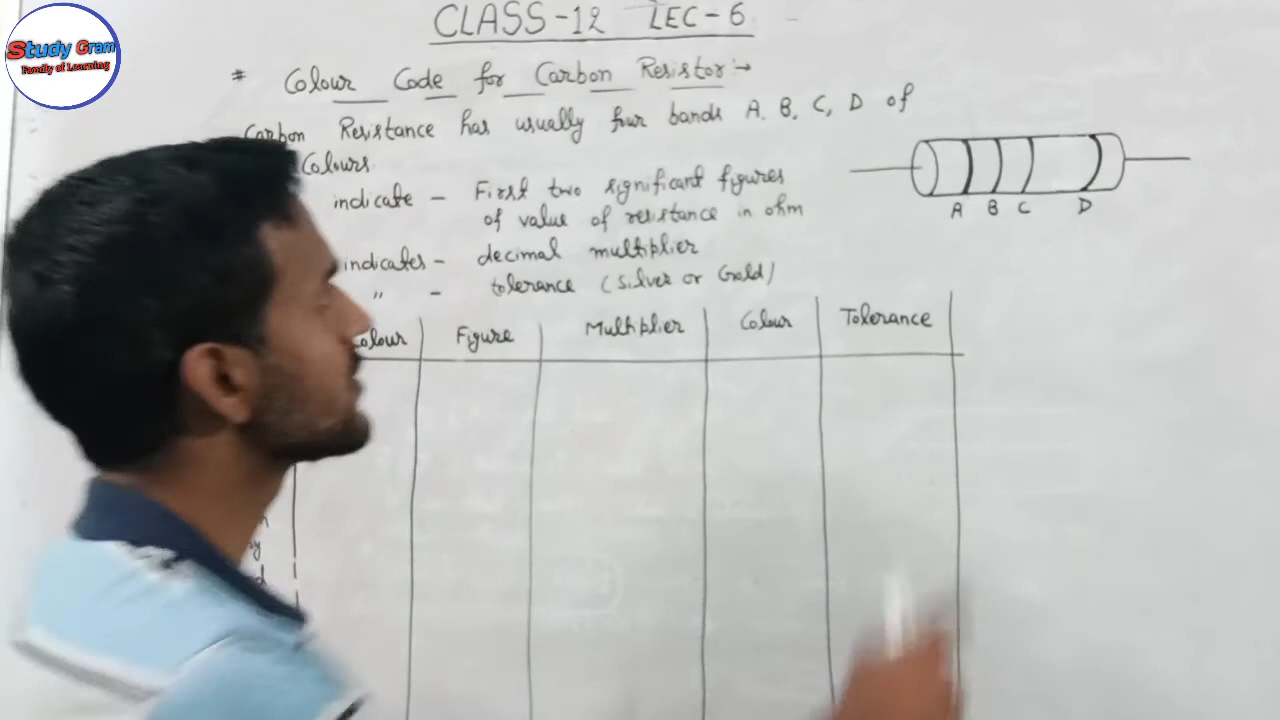 Study Gram
Family of Learning
CLASS-12 LEC-6
# Colour Code for Carbon Resistor:→
Carbon Resistance has usually four bands A, B, C, D of
Colours.
indicate - First two significant figures
of value of resistance in ohm
indicates - decimal multiplier
" - tolerance (Silver or Gold)
Colour Figure Multiplier Colour Tolerance
A B C D